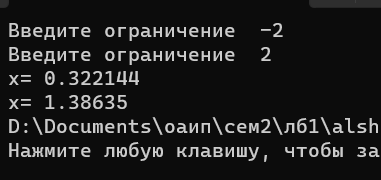 Введите ограничение  -2
Введите ограничение  2
x= 0.322144
x= 1.38635
D:\Documents\оаип\сем2\лб1\alsh
Нажмите любую клавишу, чтобы за